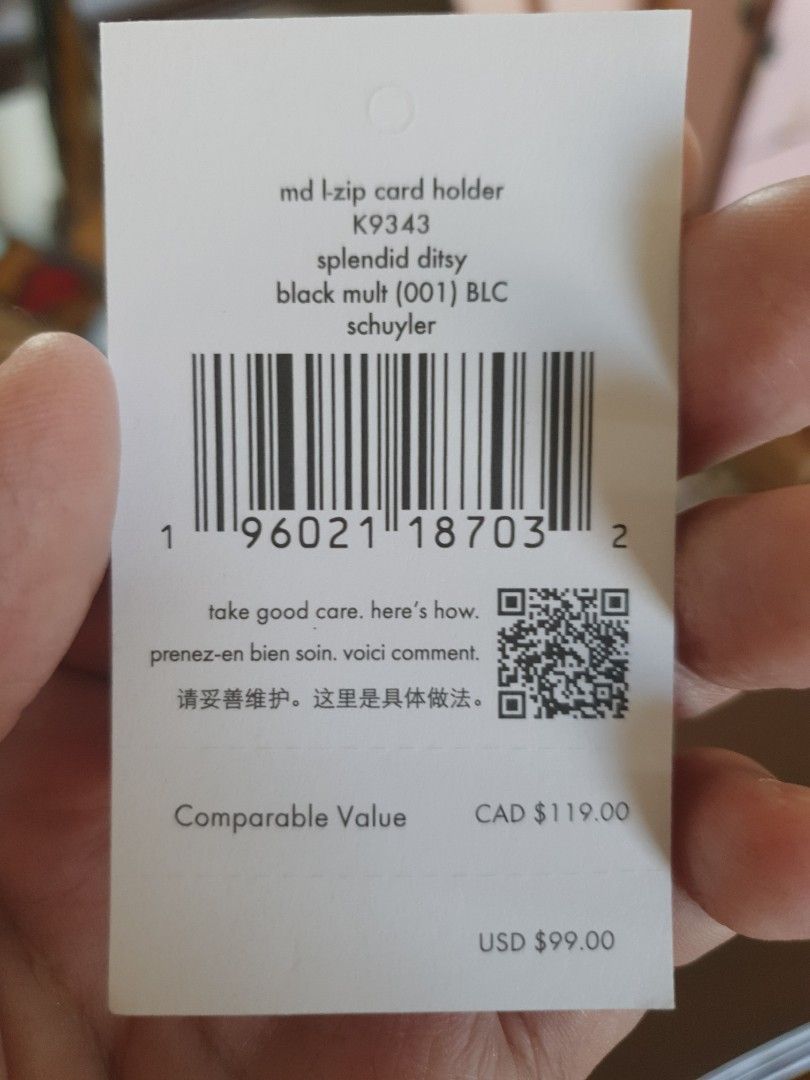 md l-zip card holder
K9343
splendid ditsy
black mult (001) BLC
schuyler
1 96021 18703 2
take good care. here's how.
prenez-en bien soin. voici comment.
请妥善维护。这里是具体做法。
Comparable Value CAD $119.00
USD $99.00